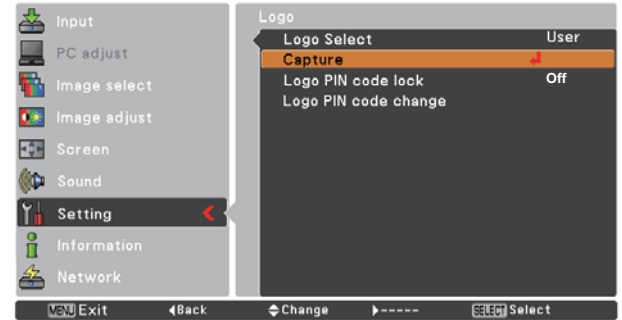 Input
PC adjust
Image select
Image adjust
Screen
Sound
Setting
Information
Network
Logo
Logo Select User
Capture
Logo PIN code lock Off
Logo PIN code change
MENU Exit Back Change ----- SELECT Select